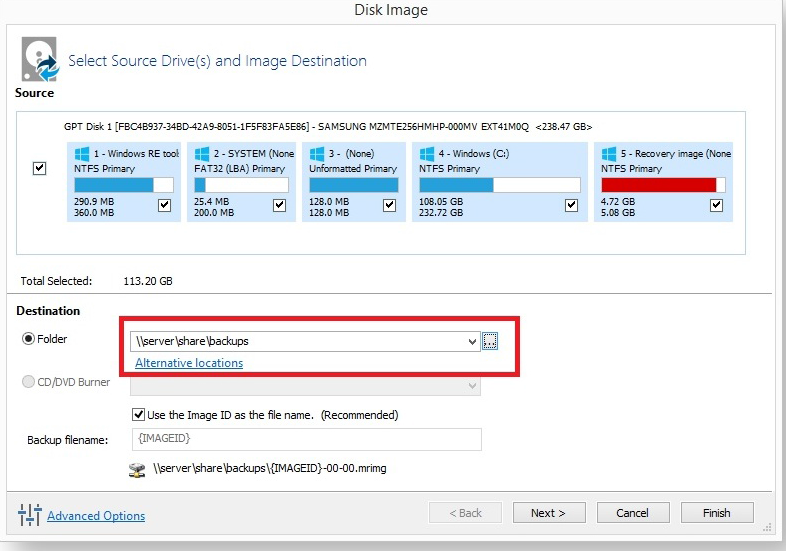 Disk Image
Select Source Drive(s) and Image Destination
Source
GPT Disk 1 [FBC4B937-34BD-42A9-8051-1F5F83FA5E86] - SAMSUNG MZMTE256HMHP-000MV EXT41M0Q <238.47 GB>
1 - Windows RE tools
NTFS Primary
290.9 MB
360.0 MB
2 - SYSTEM (None
FAT32 (LBA) Primary
25.4 MB
200.0 MB
3 - (None)
Unformatted Primary
128.0 MB
128.0 MB
4 - Windows (C:)
NTFS Primary
108.05 GB
232.72 GB
5 - Recovery image (None
NTFS Primary
4.72 GB
5.08 GB
Total Selected: 113.20 GB
Destination
Folder
\\server\share\backups
...
Alternative locations
CD/DVD Burner
Use the Image ID as the file name. (Recommended)
Backup filename: {IMAGEID}
\\server\share\backups\{IMAGEID}-00-00.mrimg
Advanced Options
< Back
Next >
Cancel
Finish